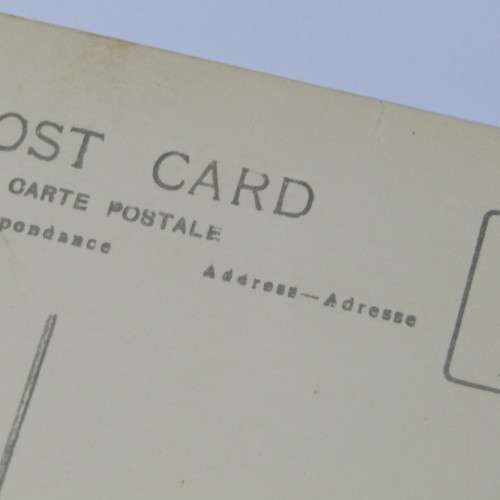 OST CARD
CARTE POSTALE
pondance
Address—Adresse